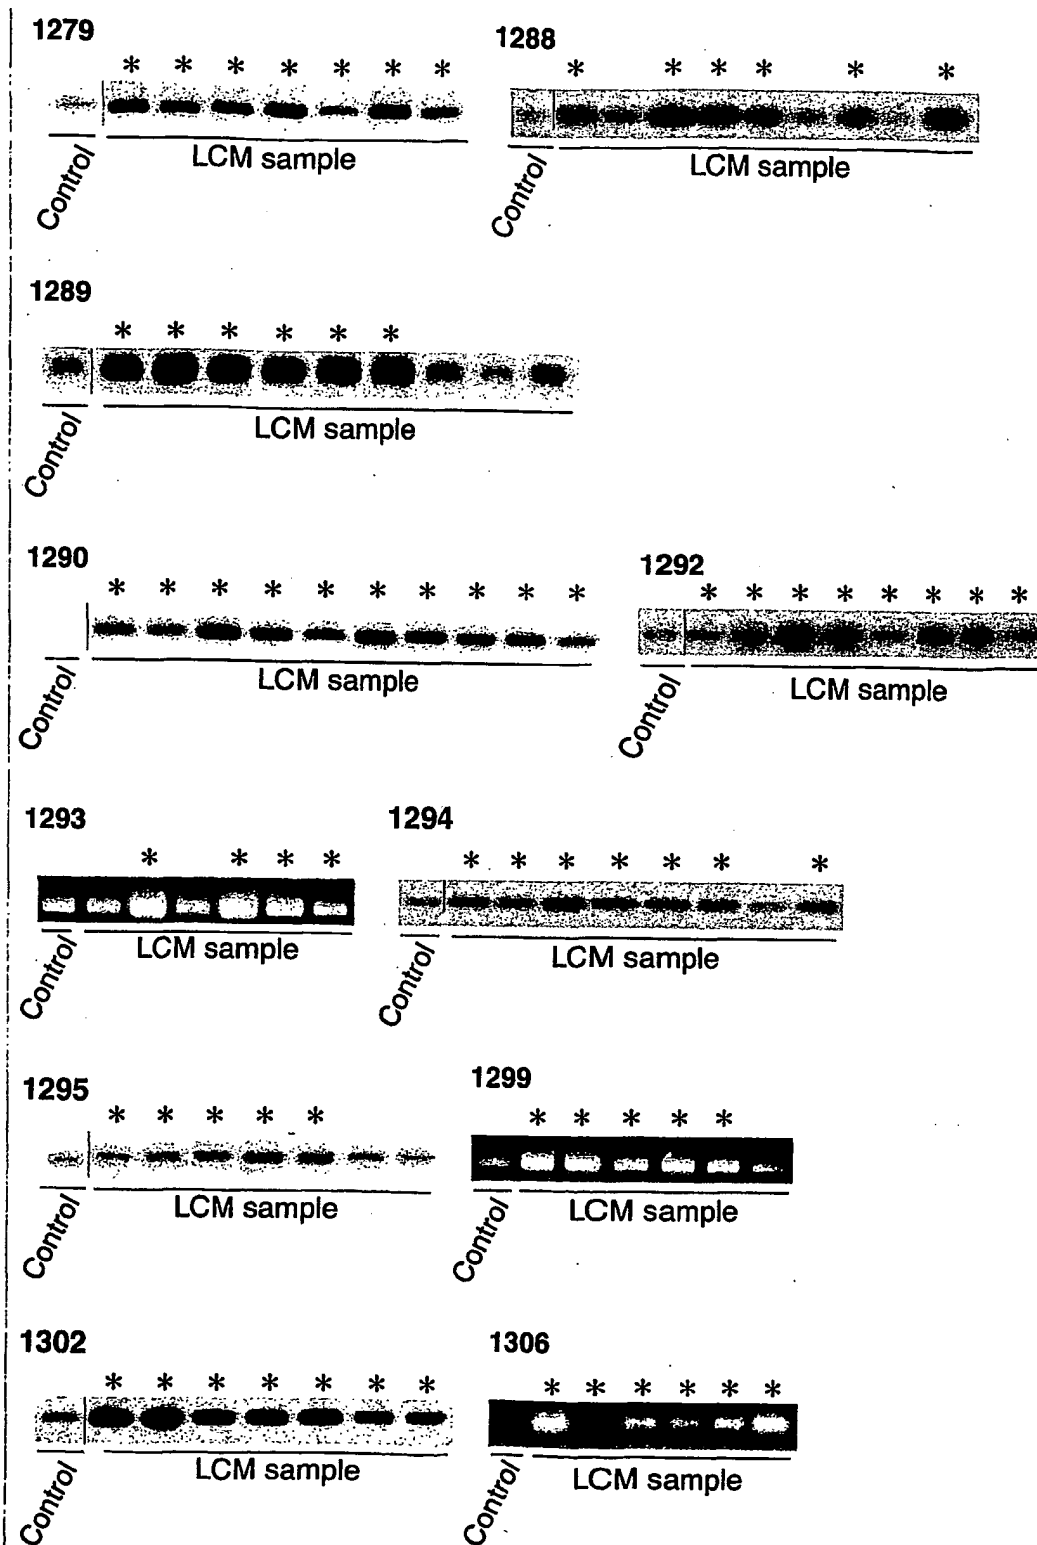 1279
* * * * * * *
Control
LCM sample
1288
* * * * * *
Control
LCM sample
1289
* * * * * *
Control
LCM sample
1290
* * * * * * * * * *
Control
LCM sample
1292
* * * * * * * *
Control
LCM sample
1293
* * * *
Control
LCM sample
1294
* * * * * * *
Control
LCM sample
1295
* * * * *
Control
LCM sample
1299
* * * * *
Control
LCM sample
1302
* * * * * * *
Control
LCM sample
1306
* * * * * *
Control
LCM sample